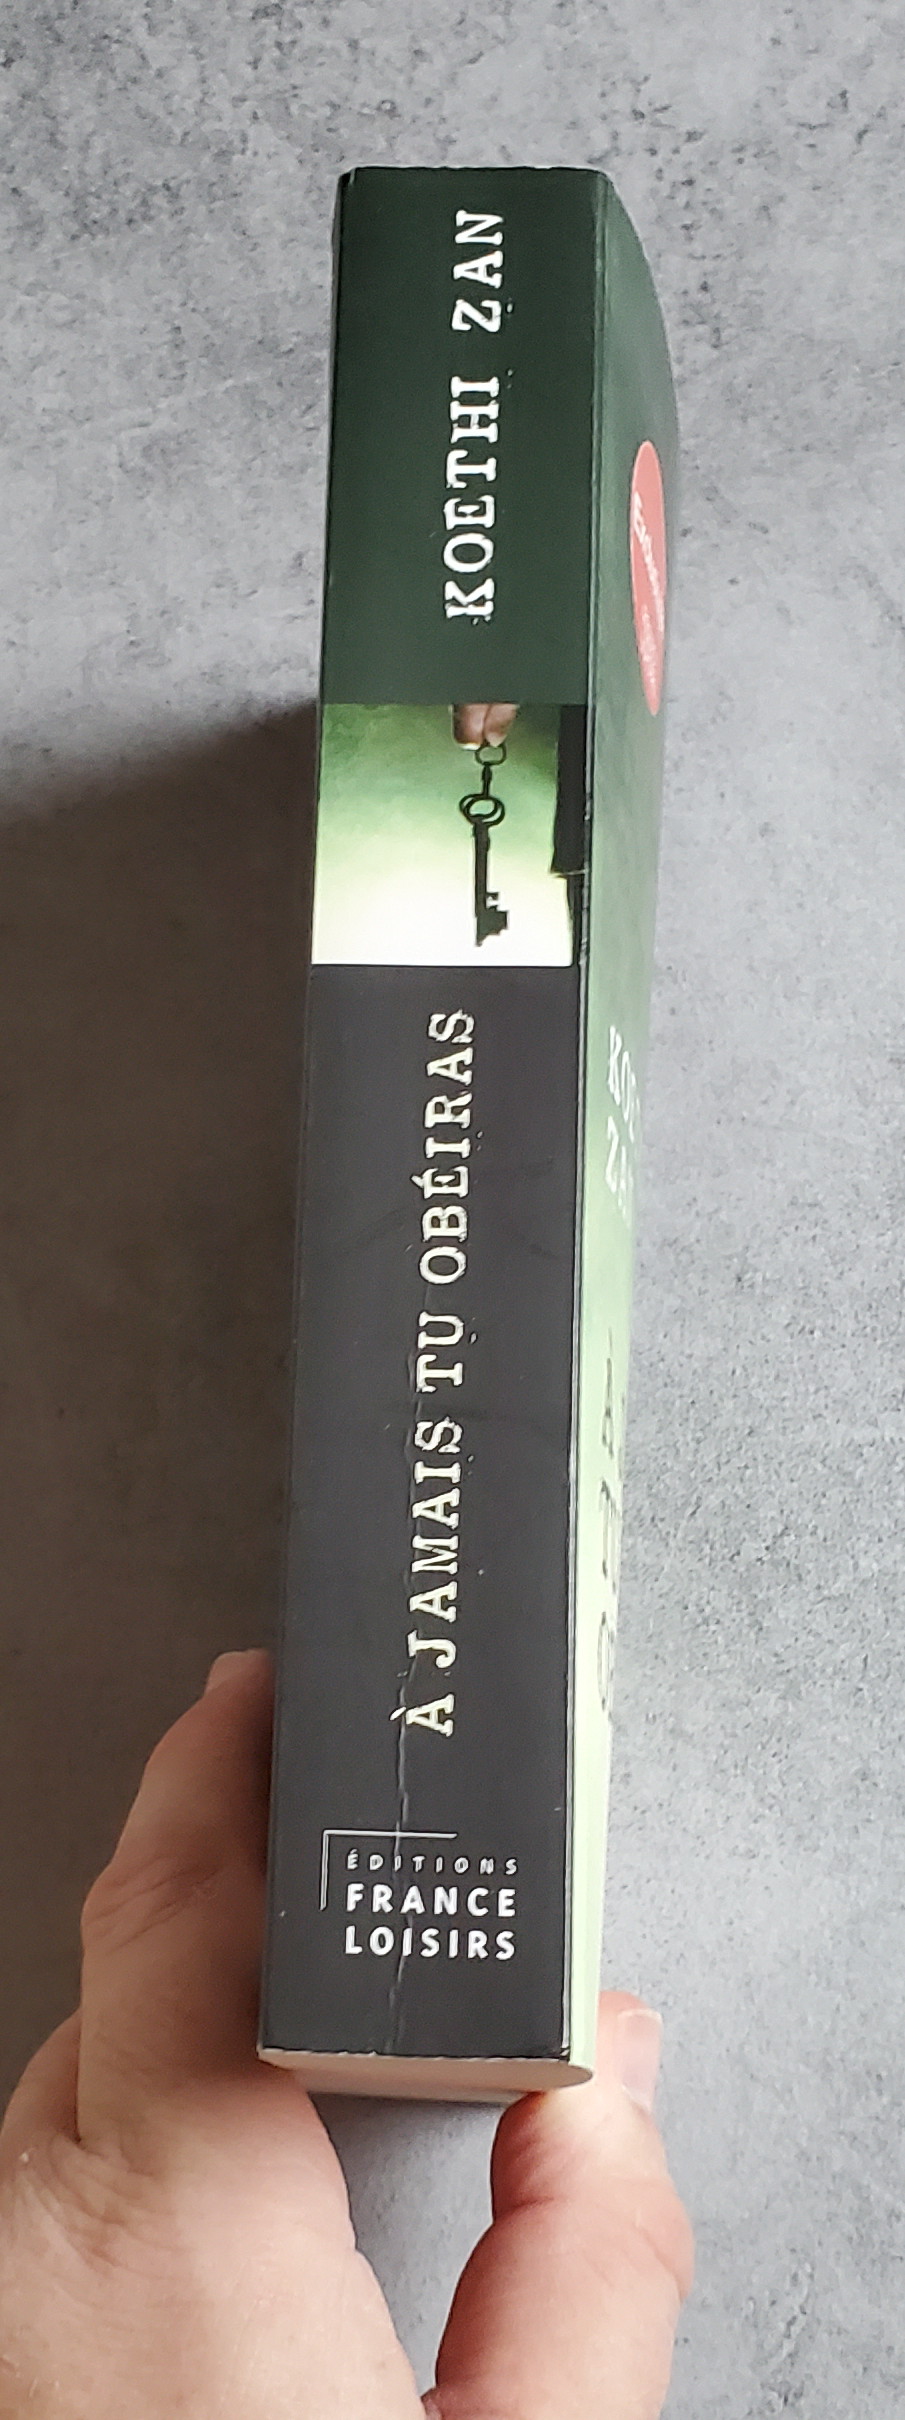 KOETHI ZAN
À JAMAIS TU OBÉIRAS
ÉDITIONS
FRANCE
LOISIRS